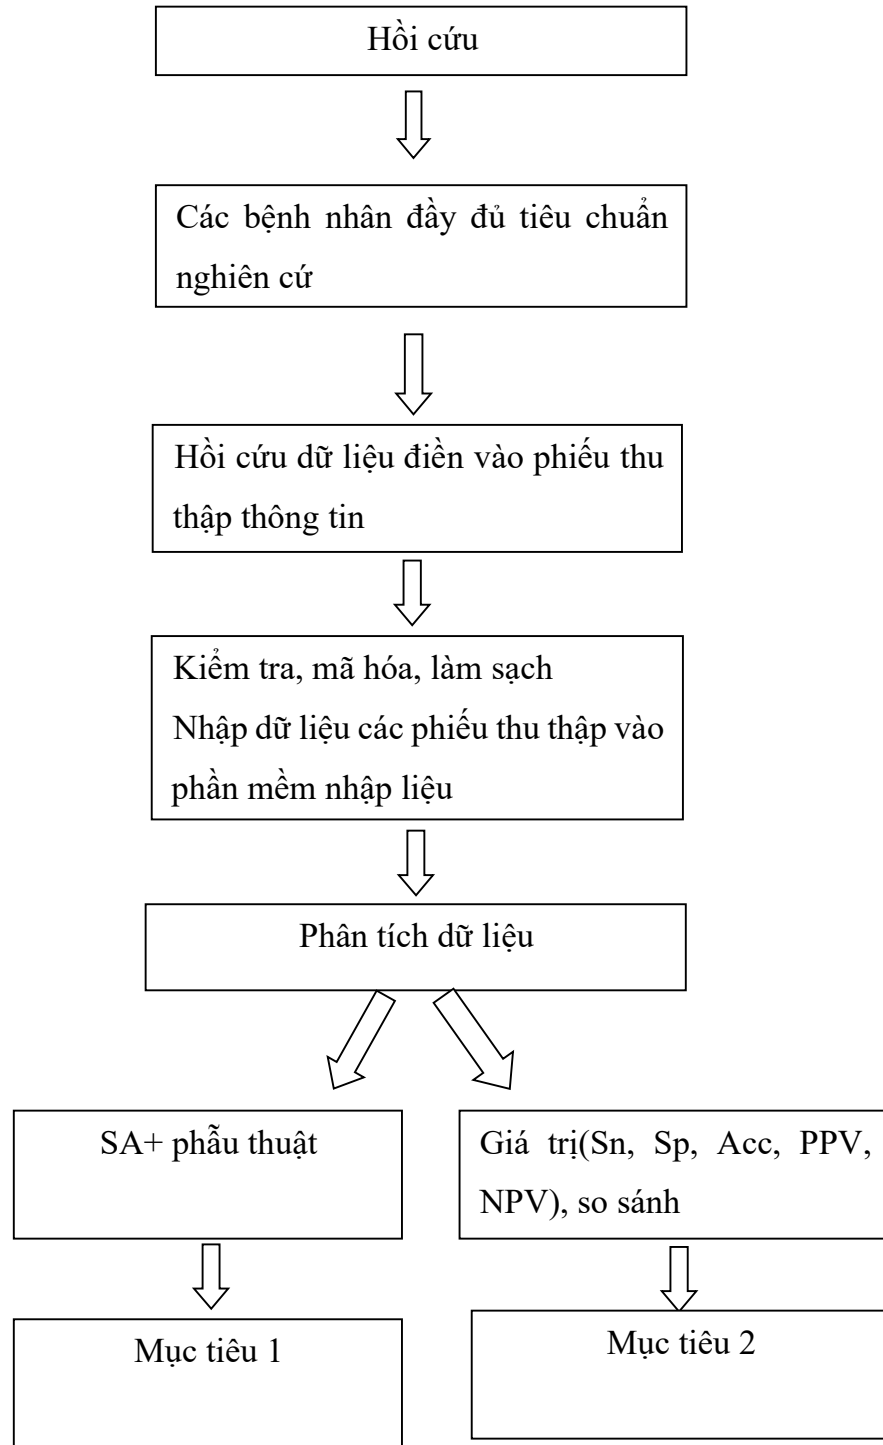 Hồi cứu
Các bệnh nhân đầy đủ tiêu chuẩn
nghiên cứ
Hồi cứu dữ liệu điền vào phiếu thu
thập thông tin
Kiểm tra, mã hóa, làm sạch
Nhập dữ liệu các phiếu thu thập vào
phần mềm nhập liệu
Phân tích dữ liệu
SA+ phẫu thuật
Giá trị(Sn, Sp, Acc, PPV,
NPV), so sánh
Mục tiêu 1
Mục tiêu 2